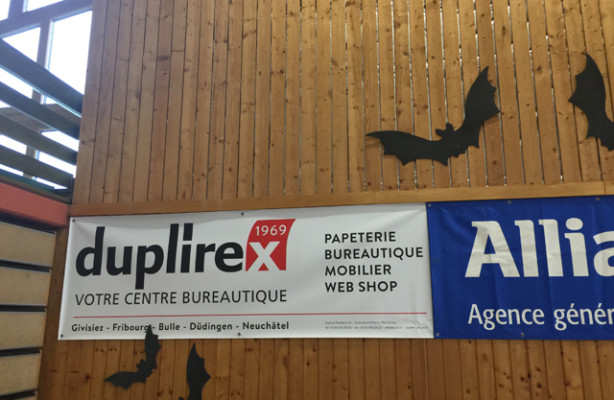 duplirex
1969
VOTRE CENTRE BUREAUTIQUE
Givisiez - Fribourg - Bulle - Düdingen - Neuchâtel
PAPETERIE
BUREAUTIQUE
MOBILIER
WEB SHOP
Allia
Agence génér